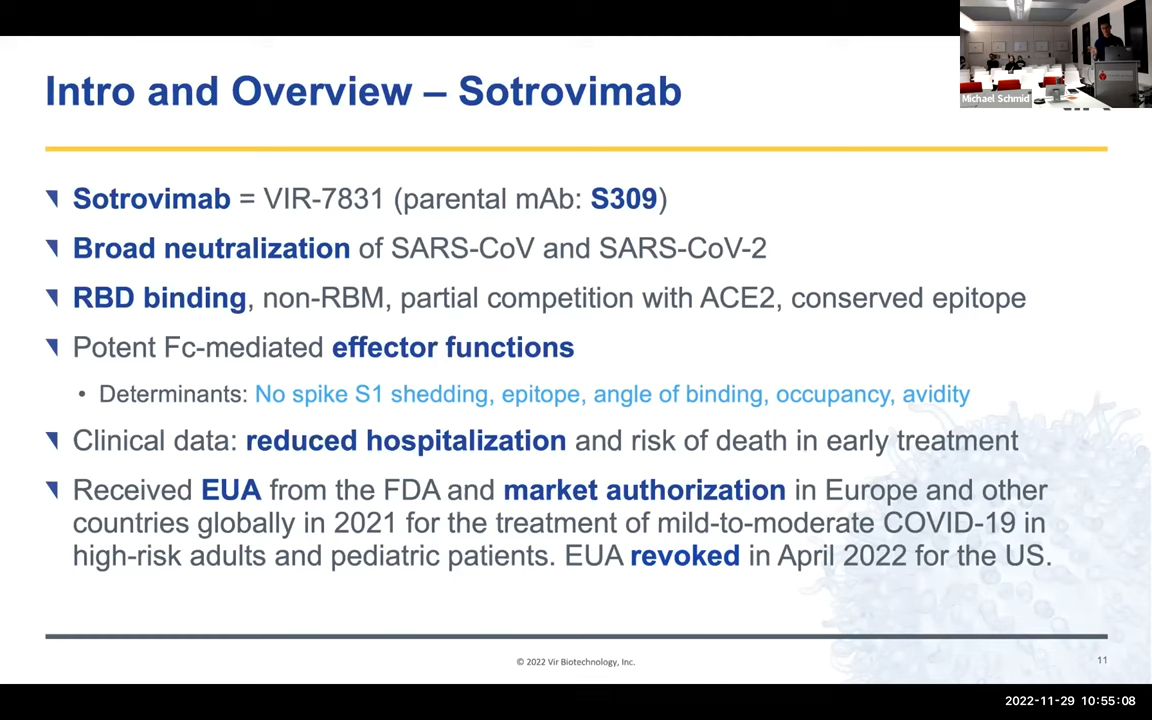 Intro and Overview – Sotrovimab
Michael Schmid
Sotrovimab = VIR-7831 (parental mAb: S309)
Broad neutralization of SARS-CoV and SARS-CoV-2
RBD binding, non-RBM, partial competition with ACE2, conserved epitope
Potent Fc-mediated effector functions
• Determinants: No spike S1 shedding, epitope, angle of binding, occupancy, avidity
Clinical data: reduced hospitalization and risk of death in early treatment
Received EUA from the FDA and market authorization in Europe and other
countries globally in 2021 for the treatment of mild-to-moderate COVID-19 in
high-risk adults and pediatric patients. EUA revoked in April 2022 for the US.
© 2022 Vir Biotechnology, Inc.
11
2022-11-29 10:55:08